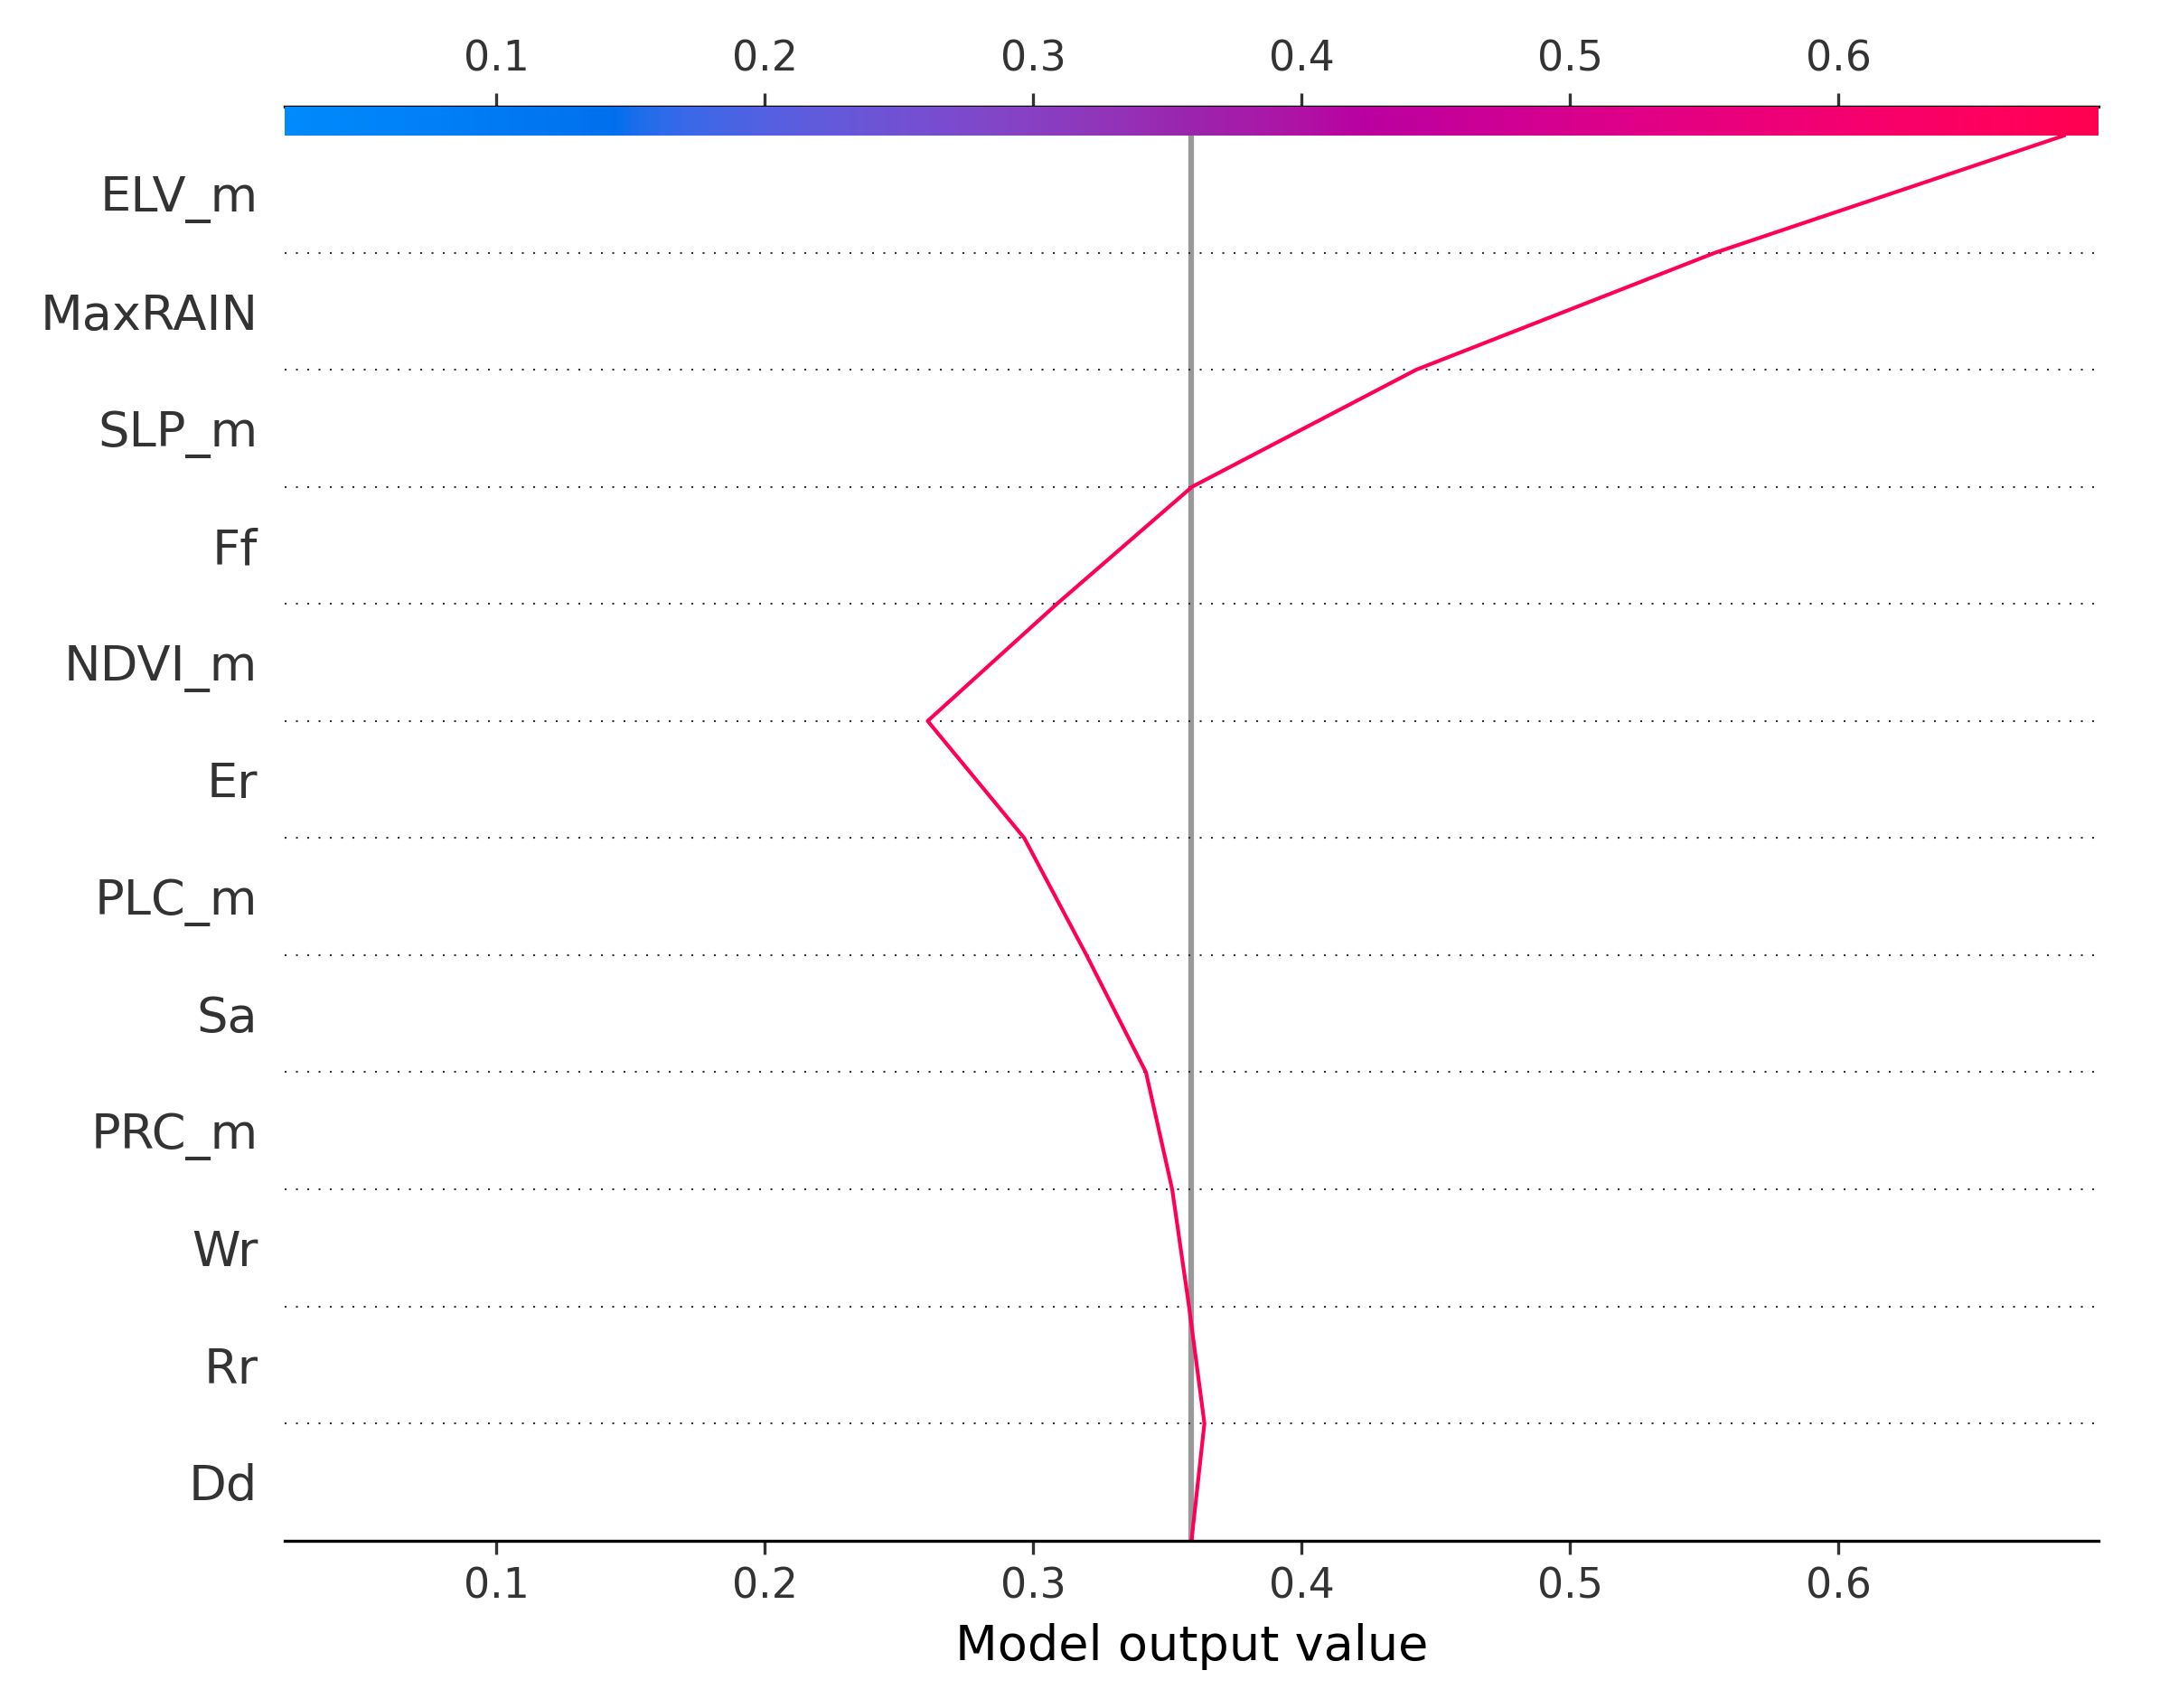 0.1 0.2 0.3 0.4 0.5 0.6
ELV_m
MaxRAIN
SLP_m
Ff
NDVI_m
Er
PLC_m
Sa
PRC_m
Wr
Rr
Dd
0.1 0.2 0.3 0.4 0.5 0.6
Model output value